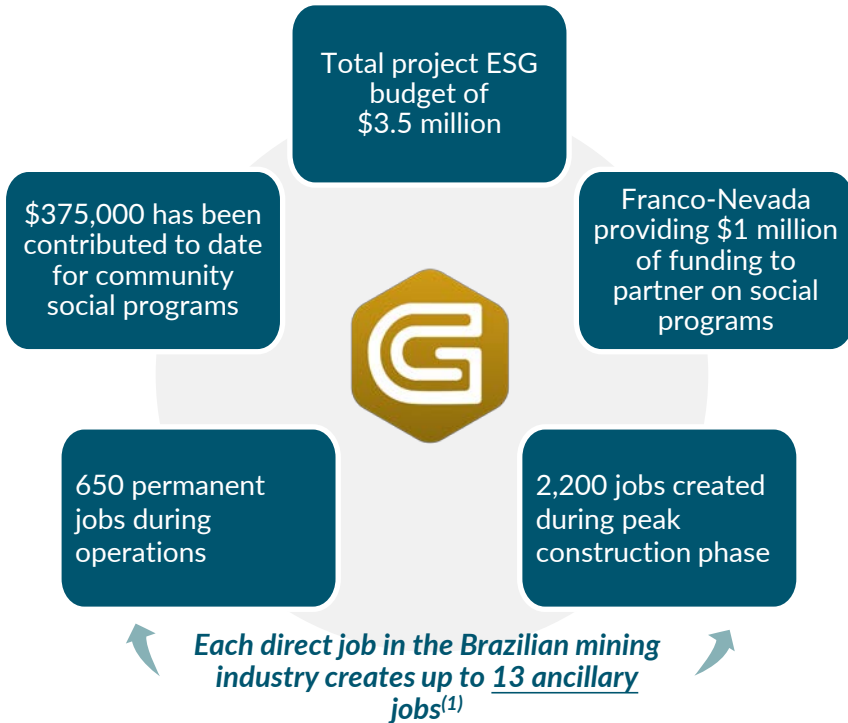 Total project ESG
budget of
$3.5 million
$375,000 has been
contributed to date
for community
social programs
Franco-Nevada
providing $1 million
of funding to
partner on social
programs
650 permanent
jobs during
operations
2,200 jobs created
during peak
construction phase
Each direct job in the Brazilian mining
industry creates up to 13 ancillary
jobs(1)